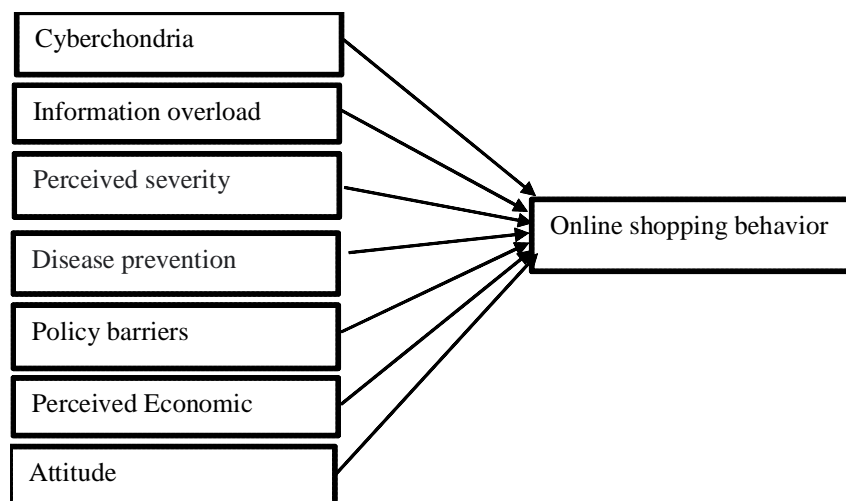 Cyberchondria
Information overload
Perceived severity
Disease prevention
Policy barriers
Perceived Economic
Attitude
Online shopping behavior